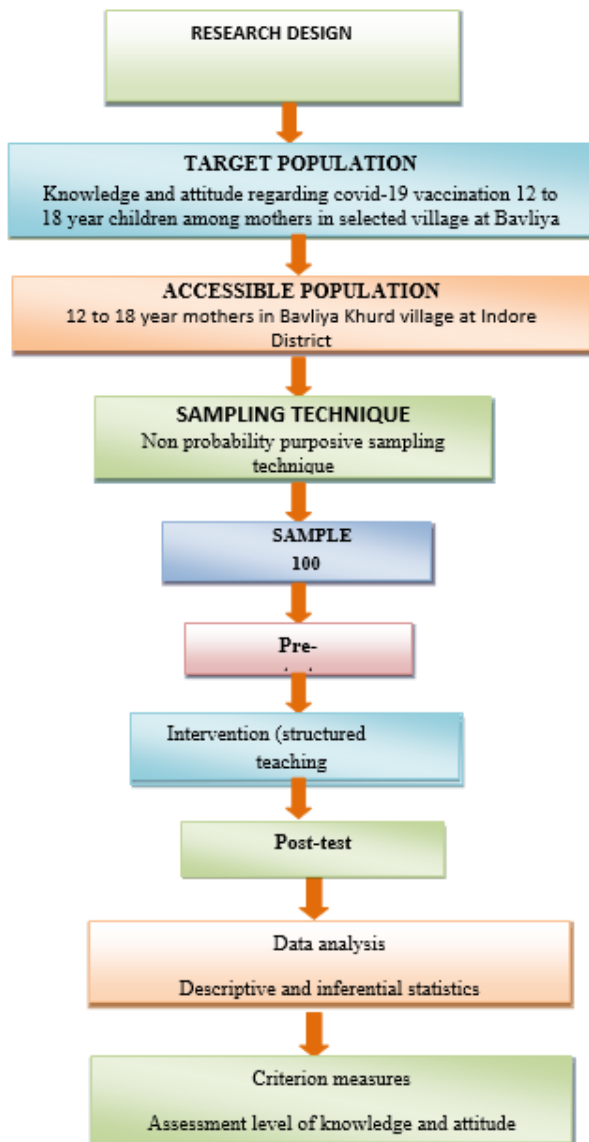 RESEARCH DESIGN
TARGET POPULATION
Knowledge and attitude regarding covid-19 vaccination 12 to
18 year children among mothers in selected village at Bavliya
ACCESSIBLE POPULATION
12 to 18 year mothers in Bavliya Khurd village at Indore
District
SAMPLING TECHNIQUE
Non probability purposive sampling
technique
SAMPLE
100
Pre-
Intervention (structured
teaching
Post-test
Data analysis
Descriptive and inferential statistics
Criterion measures
Assessment level of knowledge and attitude